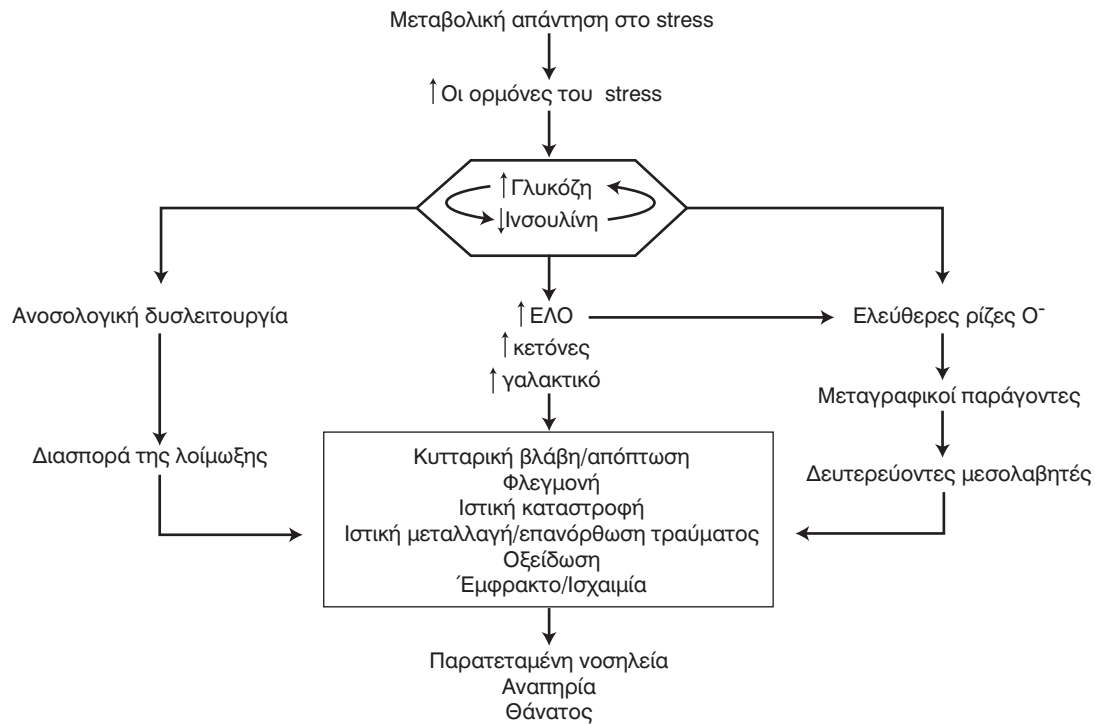 Μεταβολική απάντηση στο stress
↑Οι ορμόνες του stress
↑Γλυκόζη
↓Ινσουλίνη
Ανοσολογική δυσλειτουργία
↑ΕΛΟ
↑κετόνες
↑γαλακτικό
Ελεύθερες ρίζες Ο⁻
Μεταγραφικοί παράγοντες
Διασπορά της λοίμωξης
Δευτερεύοντες μεσολαβητές
Κυτταρική βλάβη/απόπτωση
Φλεγμονή
Ιστική καταστροφή
Ιστική μεταλλαγή/επανόρθωση τραύματος
Οξείδωση
Έμφρακτο/Ισχαιμία
Παρατεταμένη νοσηλεία
Αναπηρία
Θάνατος